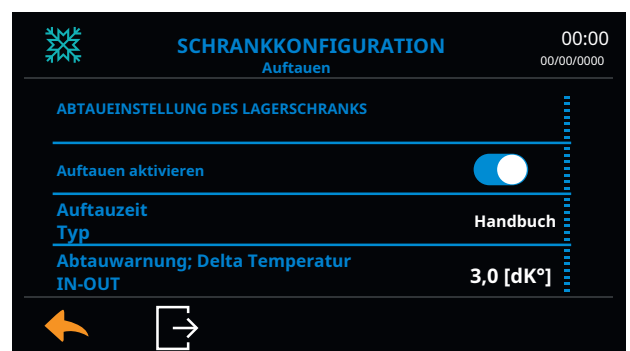 SCHRANKKONFIGURATION
00:00
Auftauen
00/00/0000
ABTAUEINSTELLUNG DES LAGERSCHRANKS
Auftauen aktivieren
Auftauzeit
Typ
Handbuch
Abtauwarnung; Delta Temperatur
IN-OUT
3,0 [dK°]